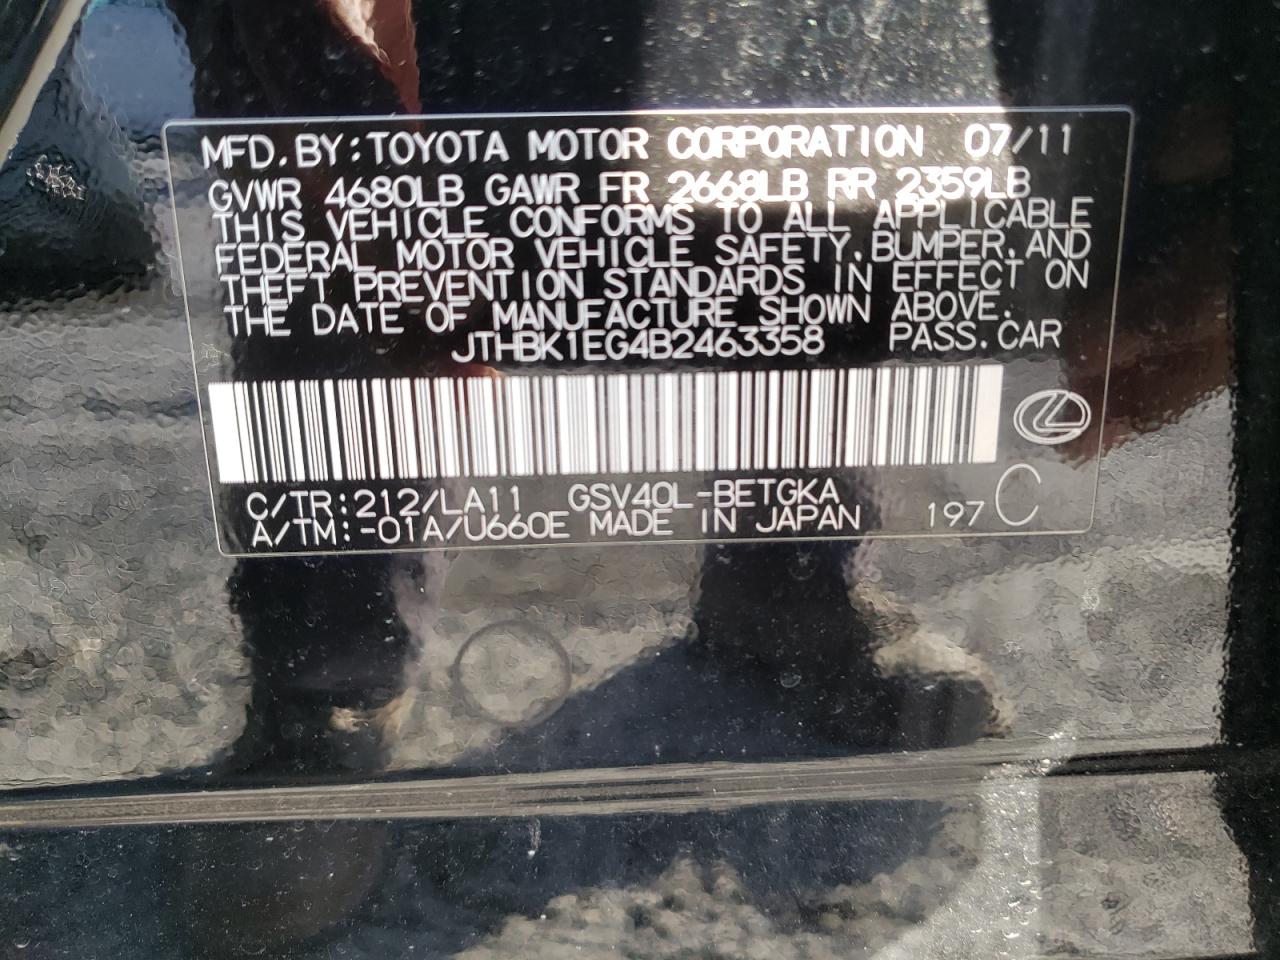 MFD.BY:TOYOTA MOTOR CORPORATION 07/11
GVWR 4680LB GAWR FR 2668LB RR 2359LB
THIS VEHICLE CONFORMS TO ALL APPLICABLE
FEDERAL MOTOR VEHICLE SAFETY,BUMPER,AND
THEFT PREVENTION STANDARDS IN EFFECT ON
THE DATE OF MANUFACTURE SHOWN ABOVE.
JTHBK1EG4B2463358 PASS.CAR
C/TR:212/LA11 GSV40L-BETGKA
A/TM:-01A/U660E MADE IN JAPAN 197 C